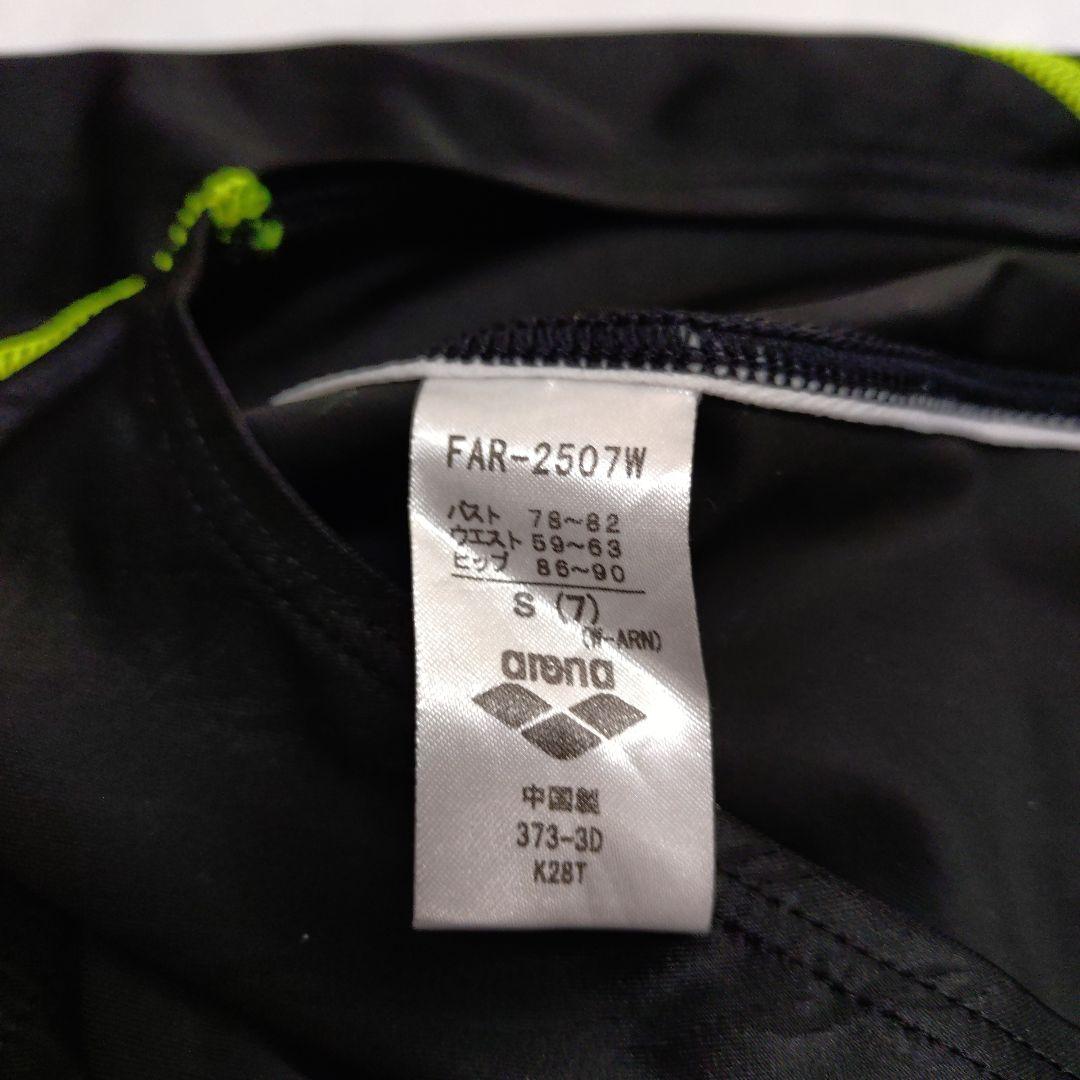 FAR-2507W
バスト 78~82
ウエスト 59~63
ヒップ 86~90
S (7)
(W-ARN)
arena
中国製
373-3D
K28T